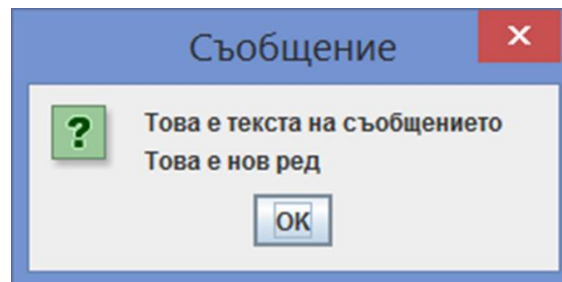 Съобщение
Това е текста на съобщението
Това е нов ред
OK